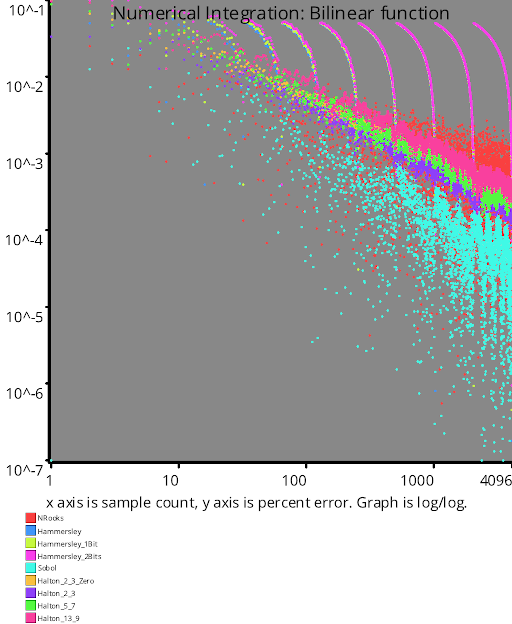 Numerical Integration: Bilinear function
10^-1
10^-2
10^-3
10^-4
10^-5
10^-6
10^-7
1 10 100 1000 4096
x axis is sample count, y axis is percent error. Graph is log/log.
NRooks
Hammersley
Hammersley_1Bit
Hammersley_2Bits
Sobol
Halton_2_3_Zero
Halton_2_3
Halton_5_7
Halton_13_9